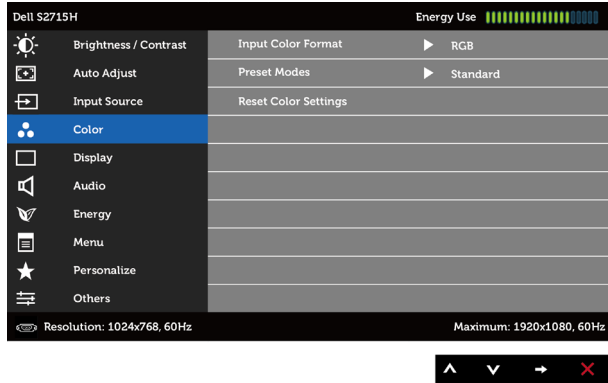 Dell S2715H Energy Use
Brightness / Contrast Input Color Format RGB
Auto Adjust Preset Modes Standard
Input Source Reset Color Settings
Color
Display
Audio
Energy
Menu
Personalize
Others
Resolution: 1024x768, 60Hz Maximum: 1920x1080, 60Hz